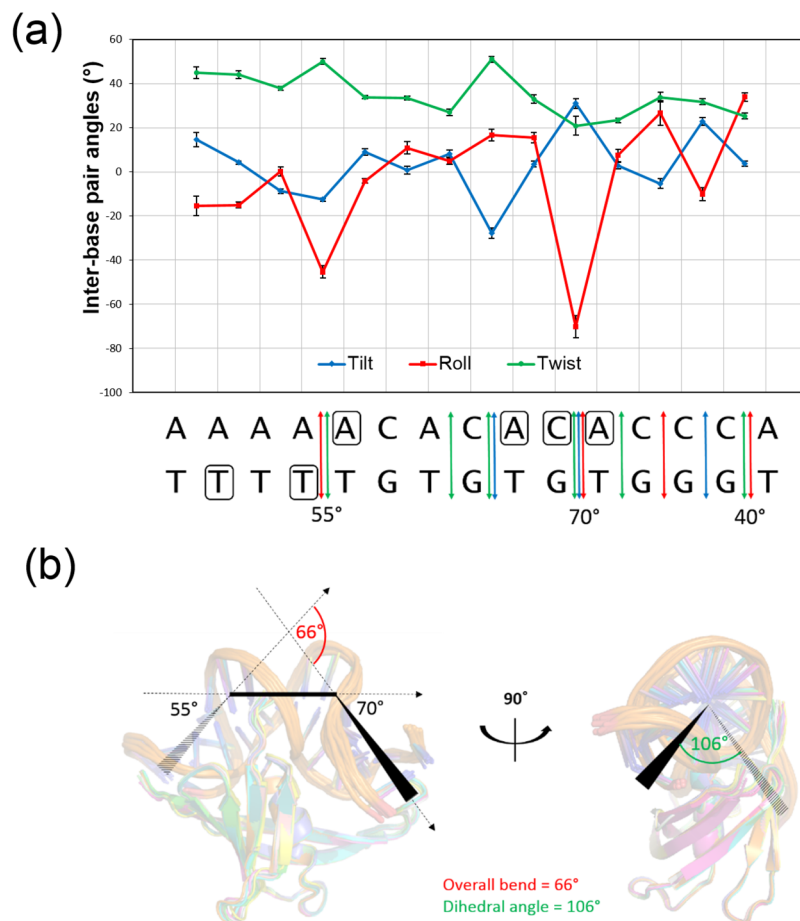 (a)
Inter-base pair angles (°)
60
40
20
0
-20
-40
-60
-80
-100
Tilt Roll Twist
A A A A A C A C A C A C C C A
T T T T T G T G T G T G G G T
55° 70° 40°
(b)
66°
55° 70°
90°
106°
Overall bend = 66°
Dihedral angle = 106°